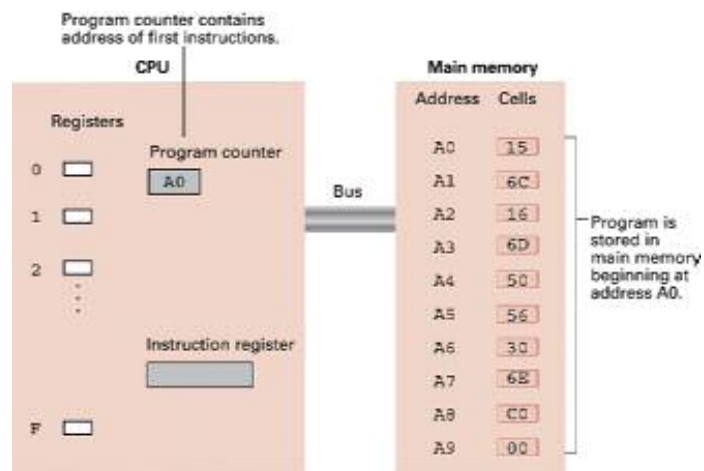 Program counter contains
address of first instructions.
CPU
Main memory
Registers
Address Cells
Program counter
Bus
Instruction register
0
1
2
F
A0
A0 15
A1 6C
A2 16
A3 6D
A4 50
A5 56
A6 30
A7 6E
A8 C0
A9 00
Program is
stored in
main memory
beginning at
address A0.